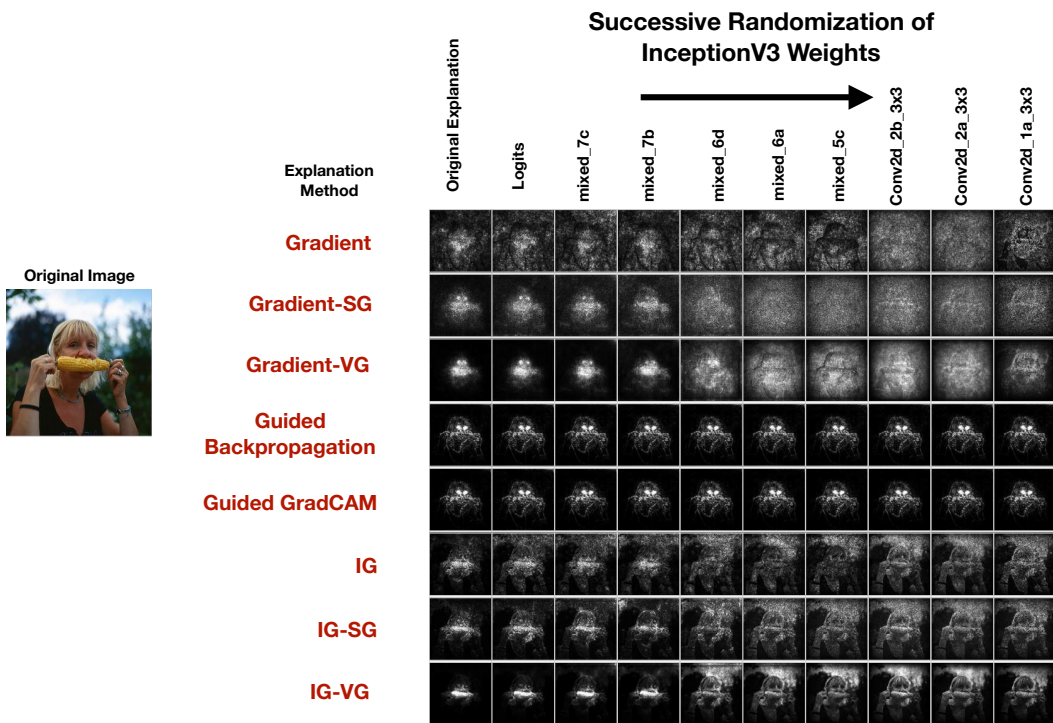 Successive Randomization of
InceptionV3 Weights
Explanation
Method
Original Explanation
Logits
mixed_7c
mixed_7b
mixed_6d
mixed_6a
mixed_5c
Conv2d_2b_3x3
Conv2d_2a_3x3
Conv2d_1a_3x3
Original Image
Gradient
Gradient-SG
Gradient-VG
Guided
Backpropagation
Guided GradCAM
IG
IG-SG
IG-VG